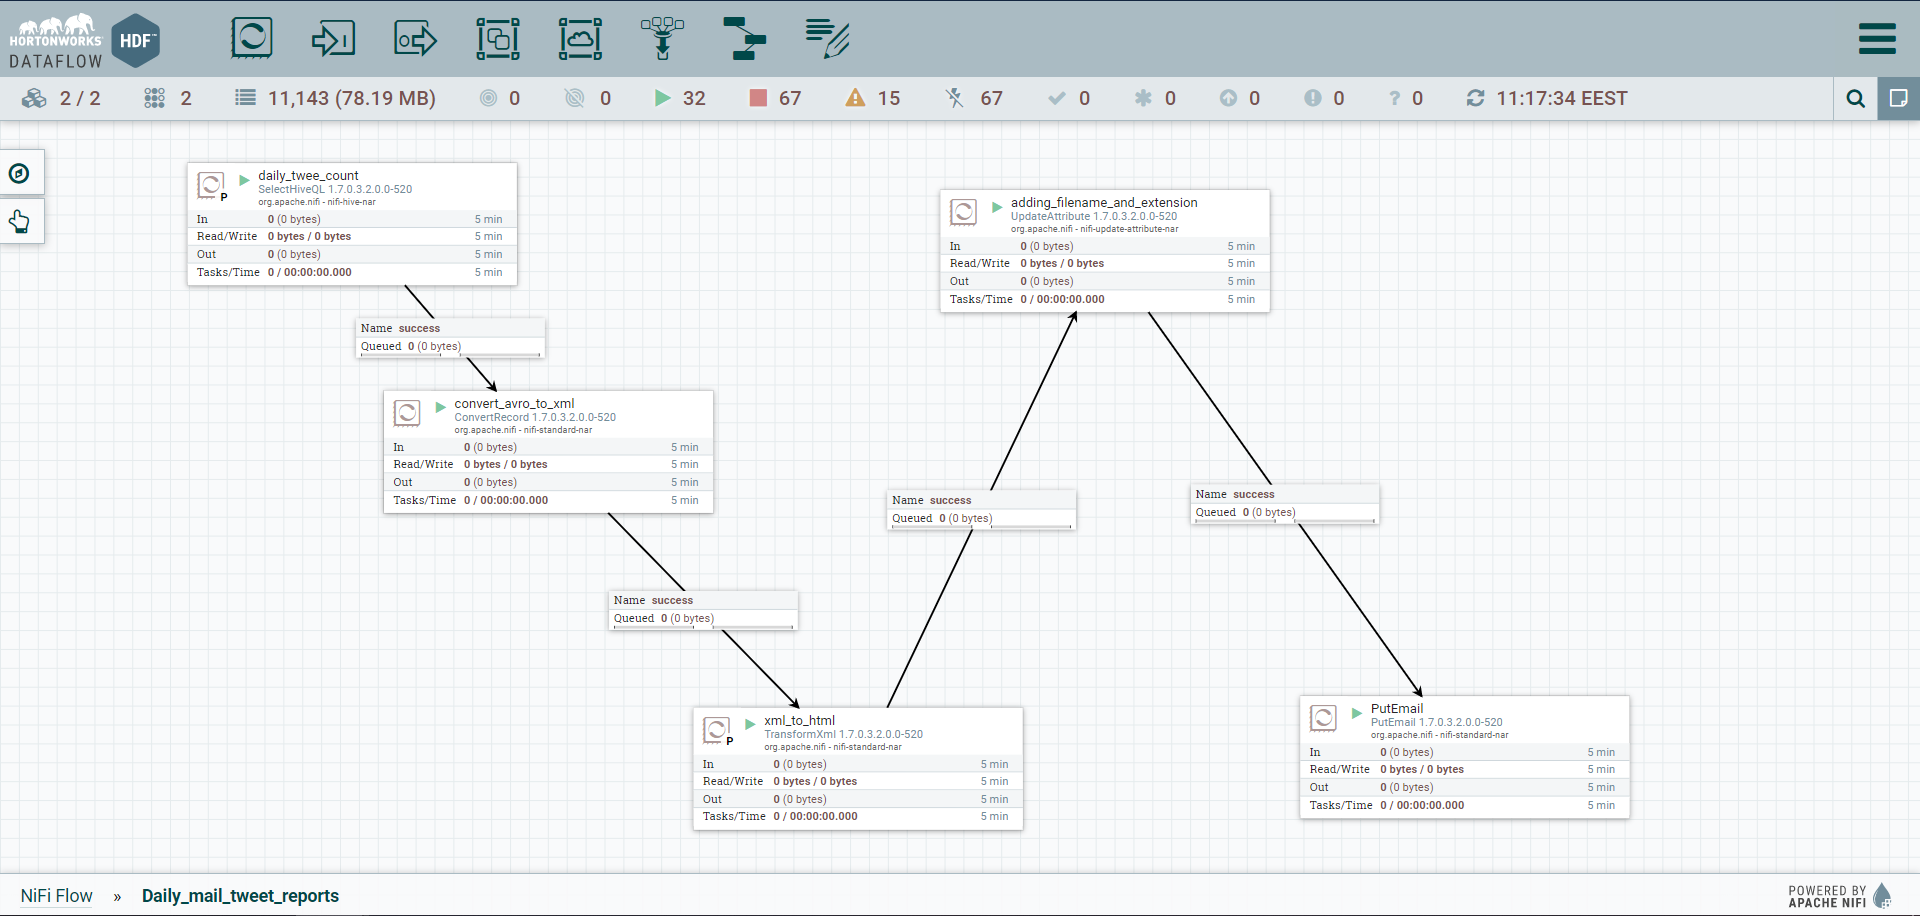 HORTONWORKS
DATAFLOW
HDF™
2 / 2
2
11,143 (78.19 MB)
0
0
32
67
15
67
0
0
0
0
? 0
11:17:34 EEST
daily_twee_count
SelectHiveQL 1.7.0.3.2.0.0-520
org.apache.nifi - nifi-hive-nar
P
In 0 (0 bytes) 5 min
Read/Write 0 bytes / 0 bytes 5 min
Out 0 (0 bytes) 5 min
Tasks/Time 0 / 00:00:00.000 5 min
Name success
Queued 0 (0 bytes)
convert_avro_to_xml
ConvertRecord 1.7.0.3.2.0.0-520
org.apache.nifi - nifi-standard-nar
In 0 (0 bytes) 5 min
Read/Write 0 bytes / 0 bytes 5 min
Out 0 (0 bytes) 5 min
Tasks/Time 0 / 00:00:00.000 5 min
Name success
Queued 0 (0 bytes)
xml_to_html
TransformXml 1.7.0.3.2.0.0-520
org.apache.nifi - nifi-standard-nar
P
In 0 (0 bytes) 5 min
Read/Write 0 bytes / 0 bytes 5 min
Out 0 (0 bytes) 5 min
Tasks/Time 0 / 00:00:00.000 5 min
Name success
Queued 0 (0 bytes)
adding_filename_and_extension
UpdateAttribute 1.7.0.3.2.0.0-520
org.apache.nifi - nifi-update-attribute-nar
In 0 (0 bytes) 5 min
Read/Write 0 bytes / 0 bytes 5 min
Out 0 (0 bytes) 5 min
Tasks/Time 0 / 00:00:00.000 5 min
Name success
Queued 0 (0 bytes)
PutEmail
PutEmail 1.7.0.3.2.0.0-520
org.apache.nifi - nifi-standard-nar
In 0 (0 bytes) 5 min
Read/Write 0 bytes / 0 bytes 5 min
Out 0 (0 bytes) 5 min
Tasks/Time 0 / 00:00:00.000 5 min
NiFi Flow » Daily_mail_tweet_reports
POWERED BY
APACHE NIFI